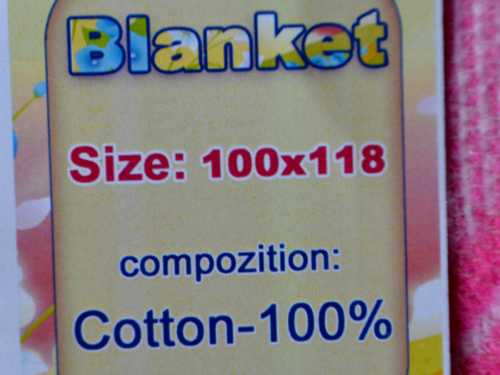 Blanket
Size: 100x118
compozition:
Cotton-100%